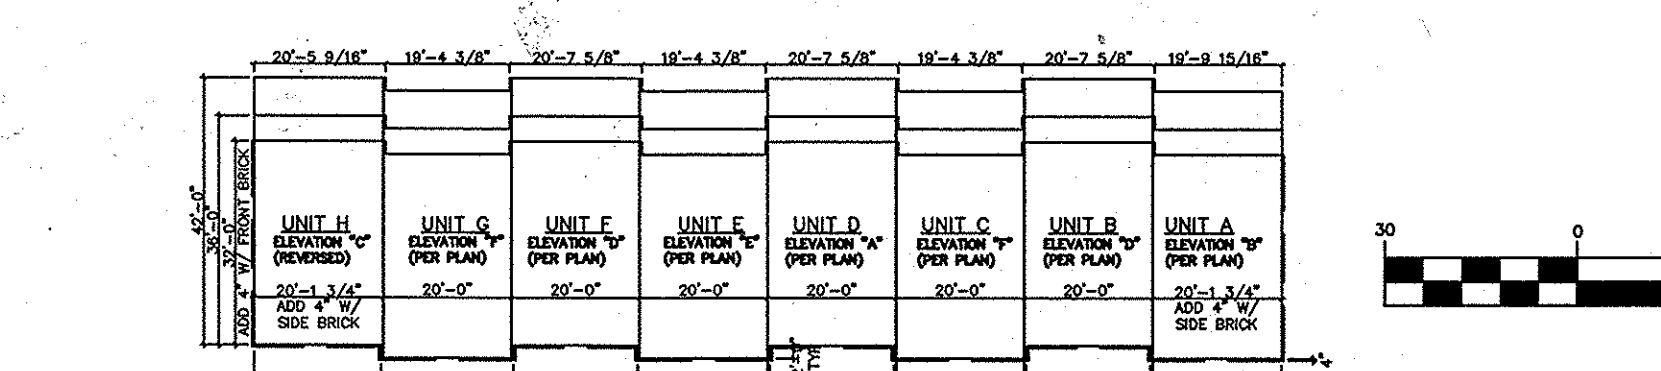 20'-5 9/16" 19'-4 3/8" 20'-7 5/8" 19'-4 3/8" 20'-7 5/8" 19'-4 3/8" 20'-7 5/8" 19'-9 15/16"
42'-0"
36'-0"
32'-0"
ADD 4" W/ FRONT BRICK
UNIT H
ELEVATION "C"
(REVERSED)
20'-1 3/4"
ADD 4" W/
SIDE BRICK
UNIT G
ELEVATION "F"
(PER PLAN)
20'-0"
UNIT F
ELEVATION "D"
(PER PLAN)
20'-0"
UNIT E
ELEVATION "E"
(PER PLAN)
20'-0"
UNIT D
ELEVATION "A"
(PER PLAN)
20'-0"
UNIT C
ELEVATION "F"
(PER PLAN)
20'-0"
UNIT B
ELEVATION "D"
(PER PLAN)
20'-0"
UNIT A
ELEVATION "B"
(PER PLAN)
20'-1 3/4"
ADD 4" W/
SIDE BRICK
TYP
4"
30 0